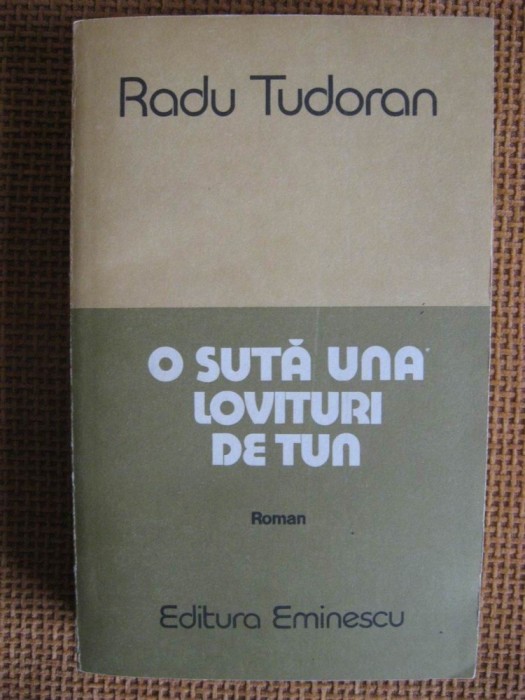 Radu Tudoran
O SUTĂ UNA
LOVITURI
DE TUN
Roman
Editura Eminescu